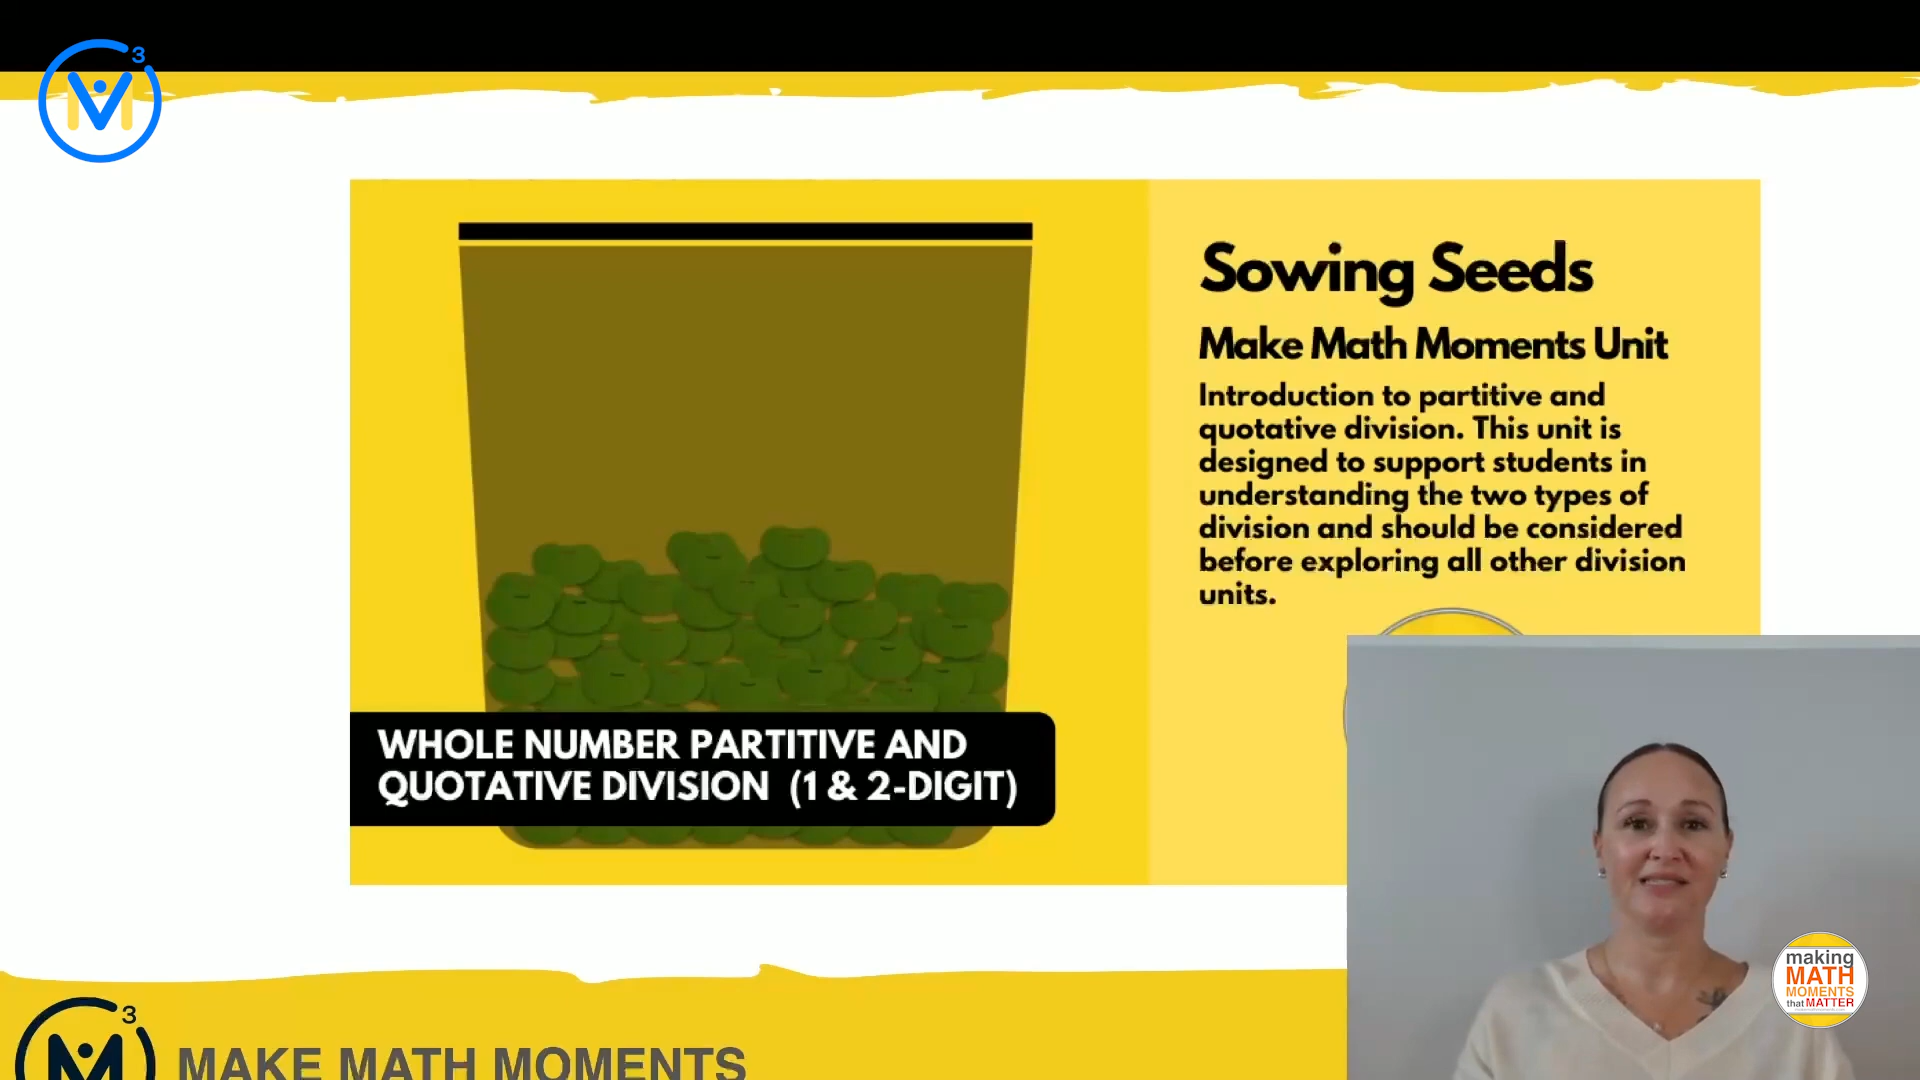 3
M
Sowing Seeds
Make Math Moments Unit
Introduction to partitive and
quotative division. This unit is
designed to support students in
understanding the two types of
division and should be considered
before exploring all other division
units.
WHOLE NUMBER PARTITIVE AND
QUOTATIVE DIVISION (1 & 2-DIGIT)
making
MATH
MOMENTS
that MATTER
3
M
MAKE MATH MOMENTS